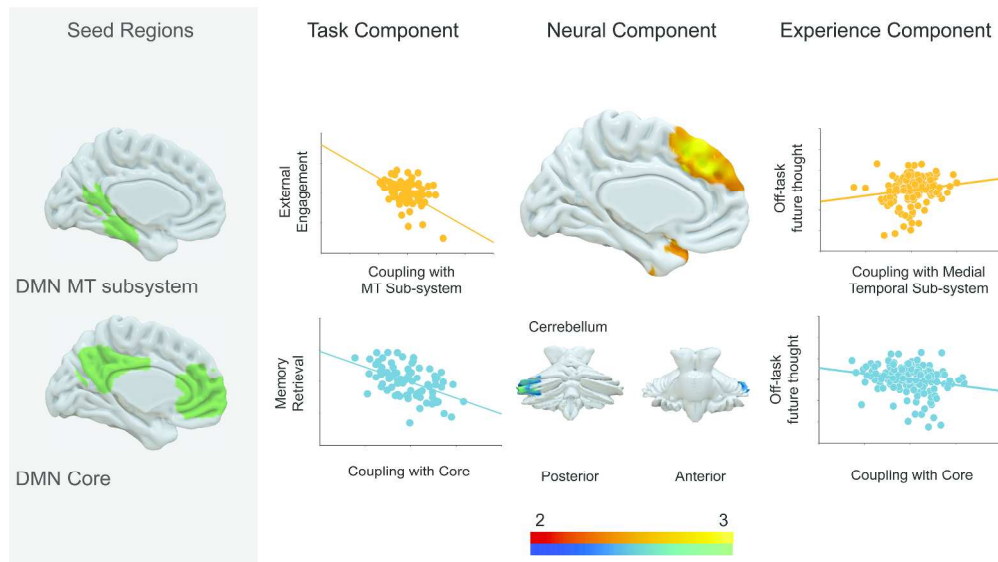 Seed Regions
Task Component
Neural Component
Experience Component
DMN MT subsystem
External
Engagement
Coupling with
MT Sub-system
Off-task
future thought
Coupling with Medial
Temporal Sub-system
DMN Core
Memory
Retrieval
Coupling with Core
Cerrebellum
Posterior
Anterior
Off-task
future thought
Coupling with Core
2
3